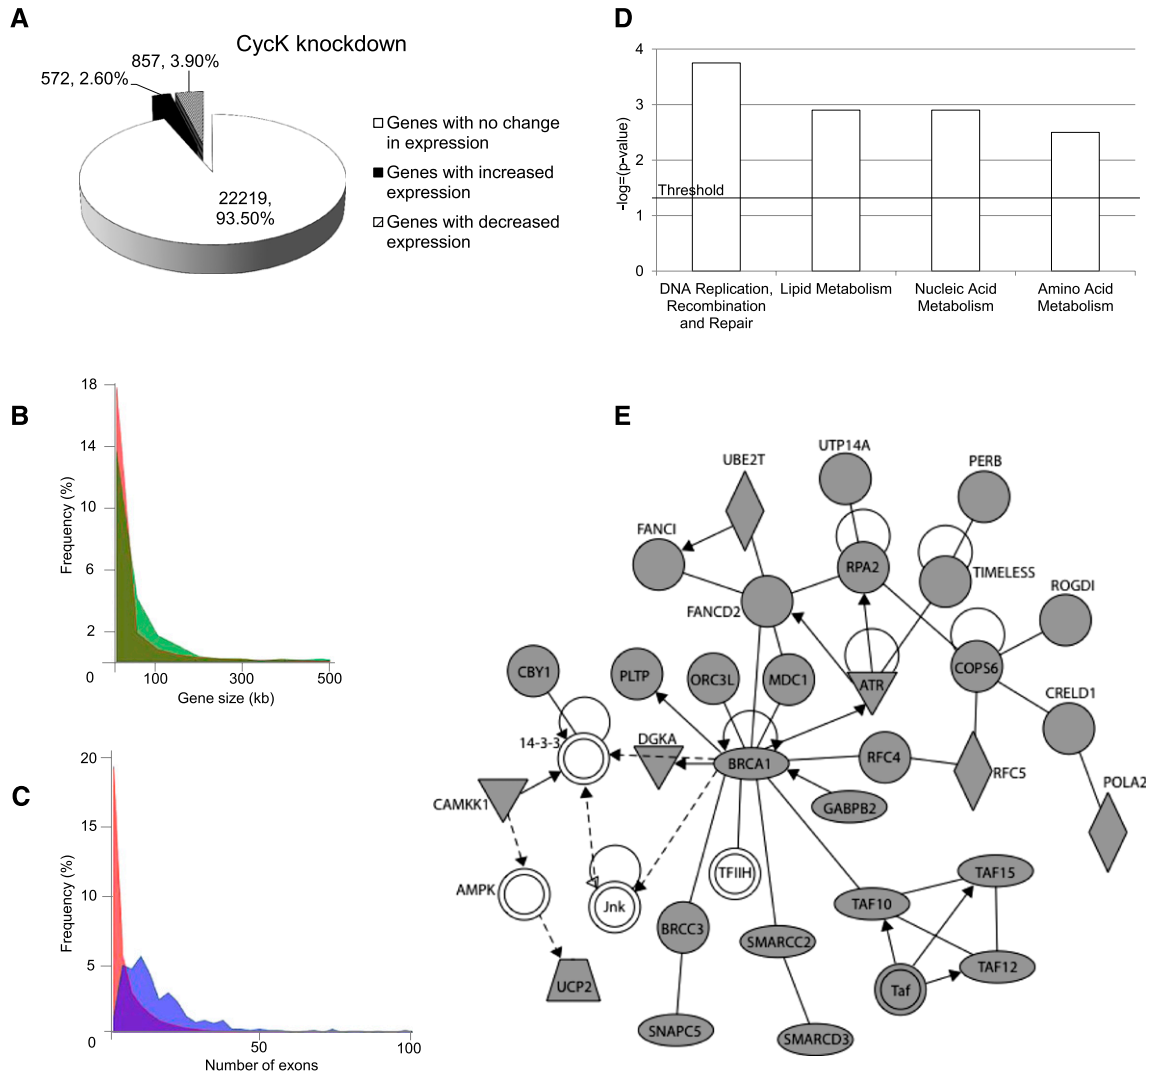 A
CycK knockdown
857, 3.90%
572, 2.60%
22219,
93.50%
Genes with no change
in expression
Genes with increased
expression
Genes with decreased
expression
B
18
14
10
6
2
0
100
300
500
Frequency (%)
Gene size (kb)
C
20
15
10
5
0
50
100
Frequency (%)
Number of exons
D
4
3
2
1
0
-log=(p-value)
Threshold
DNA Replication,
Recombination
and Repair
Lipid Metabolism
Nucleic Acid
Metabolism
Amino Acid
Metabolism
E
UTP14A
UBE2T
PERB
FANCI
RPA2
TIMELESS
ROGDI
FANCD2
CBY1
PLTP
ORC3L
MDC1
ATR
COPS6
CRELD1
14-3-3
DGKA
BRCA1
RFC4
RFC5
POLA2
CAMKK1
GABPB2
AMPK
Jnk
TFIIH
TAF15
TAF10
BRCC3
SMARCC2
TAF12
UCP2
Taf
SNAPC5
SMARCD3